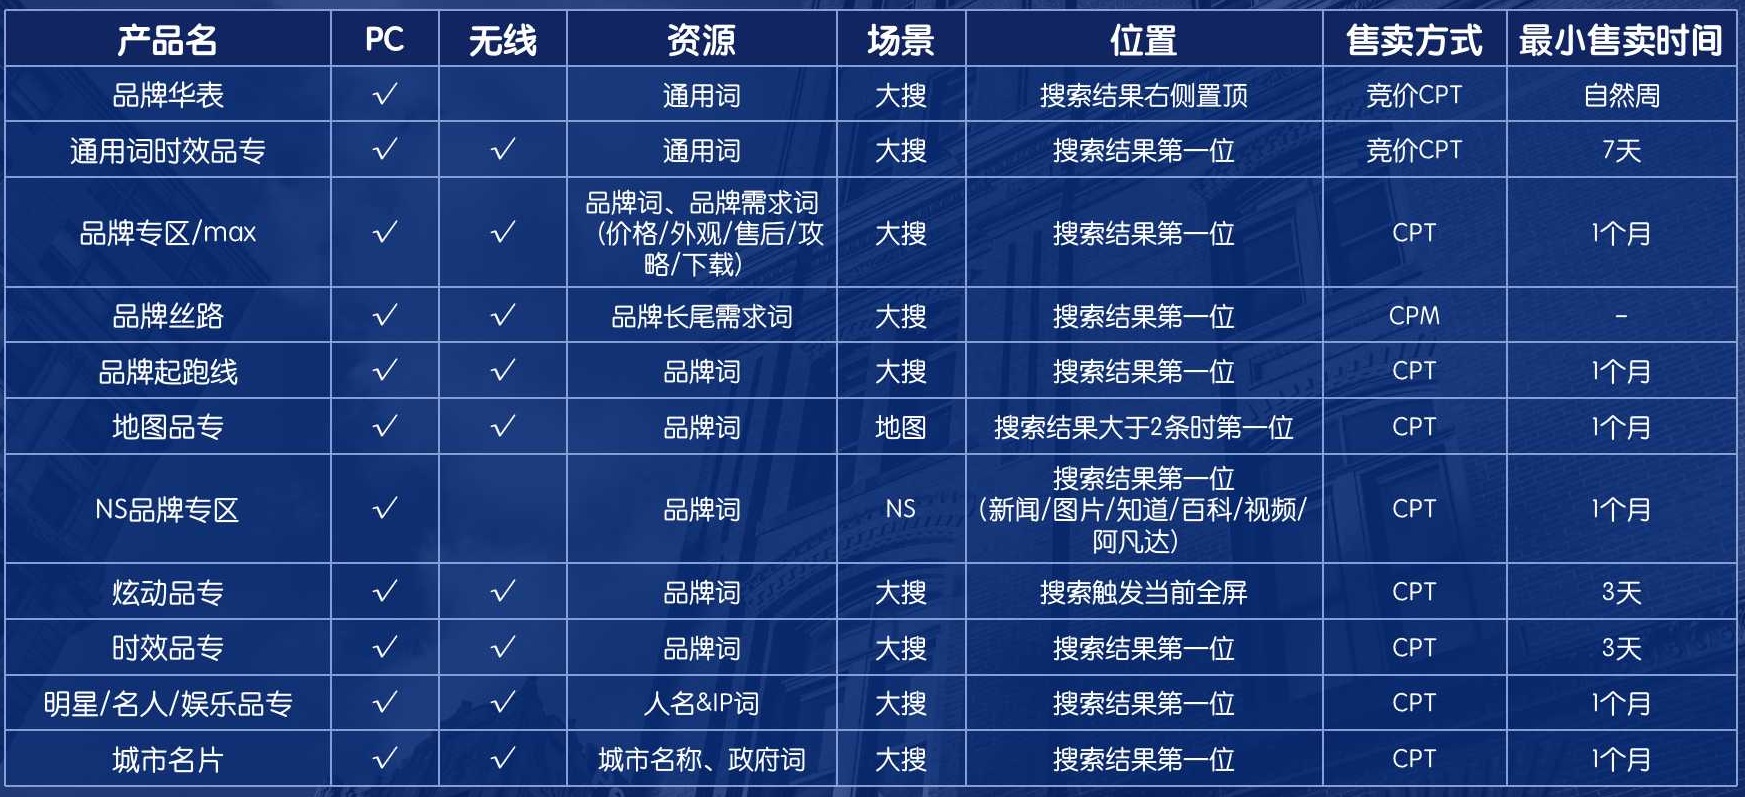 产品名 PC 无线 资源 场景 位置 售卖方式 最小售卖时间
品牌华表 √ 通用词 大搜 搜索结果右侧置顶 竞价CPT 自然周
通用词时效品专 √ √ 通用词 大搜 搜索结果第一位 竞价CPT 7天
品牌专区/max √ √ 品牌词、品牌需求词
(价格/外观/售后/攻
略/下载) 大搜 搜索结果第一位 CPT 1个月
品牌丝路 √ √ 品牌长尾需求词 大搜 搜索结果第一位 CPM -
品牌起跑线 √ √ 品牌词 大搜 搜索结果第一位 CPT 1个月
地图品专 √ √ 品牌词 地图 搜索结果大于2条时第一位 CPT 1个月
NS品牌专区 √ 品牌词 NS 搜索结果第一位
(新闻/图片/知道/百科/视频/
阿凡达) CPT 1个月
炫动品专 √ √ 品牌词 大搜 搜索触发当前全屏 CPT 3天
时效品专 √ √ 品牌词 大搜 搜索结果第一位 CPT 3天
明星/名人/娱乐品专 √ √ 人名&IP词 大搜 搜索结果第一位 CPT 1个月
城市名片 √ √ 城市名称、政府词 大搜 搜索结果第一位 CPT 1个月